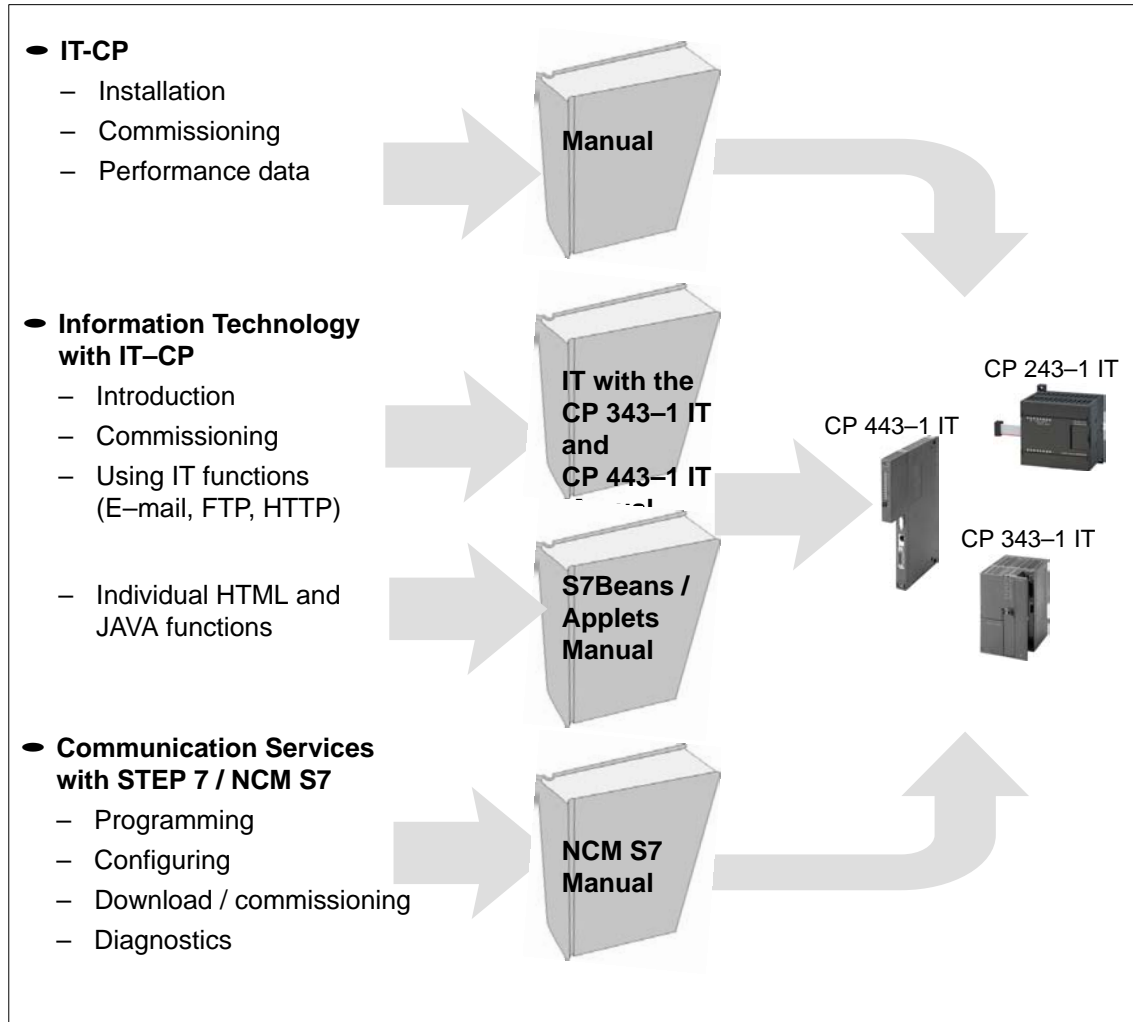 IT-CP
– Installation
– Commissioning
– Performance data
Manual
Information Technology
with IT–CP
– Introduction
– Commissioning
– Using IT functions
(E–mail, FTP, HTTP)
– Individual HTML and
JAVA functions
IT with the
CP 343–1 IT
and
CP 443–1 IT
S7Beans /
Applets
Manual
CP 243–1 IT
CP 443–1 IT
CP 343–1 IT
Communication Services
with STEP 7 / NCM S7
– Programming
– Configuring
– Download / commissioning
– Diagnostics
NCM S7
Manual